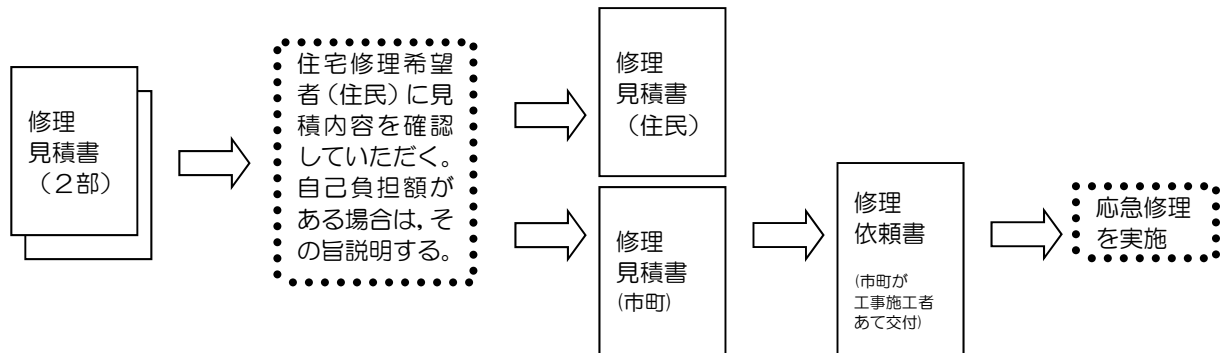 修理
見積書
（２部）
住宅修理希望
者（住民）に見
積内容を確認
していただく。
自己負担額が
ある場合は，そ
の旨説明する。
修理
見積書
（住民）
修理
見積書
(市町)
修理
依頼書
(市町が
工事施工者
あて交付)
応急修理
を実施